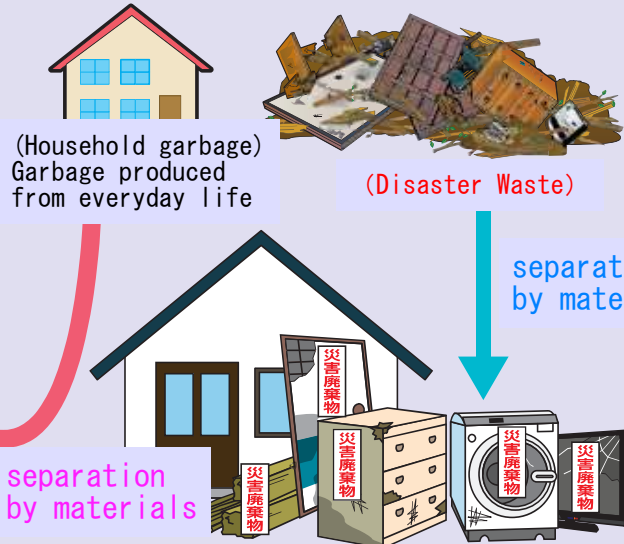 (Household garbage)
Garbage produced
from everyday life
(Disaster Waste)
by
災害廃棄物
災害廃棄物
災害廃棄物
災害廃棄物
災害廃棄物
separation
by materials